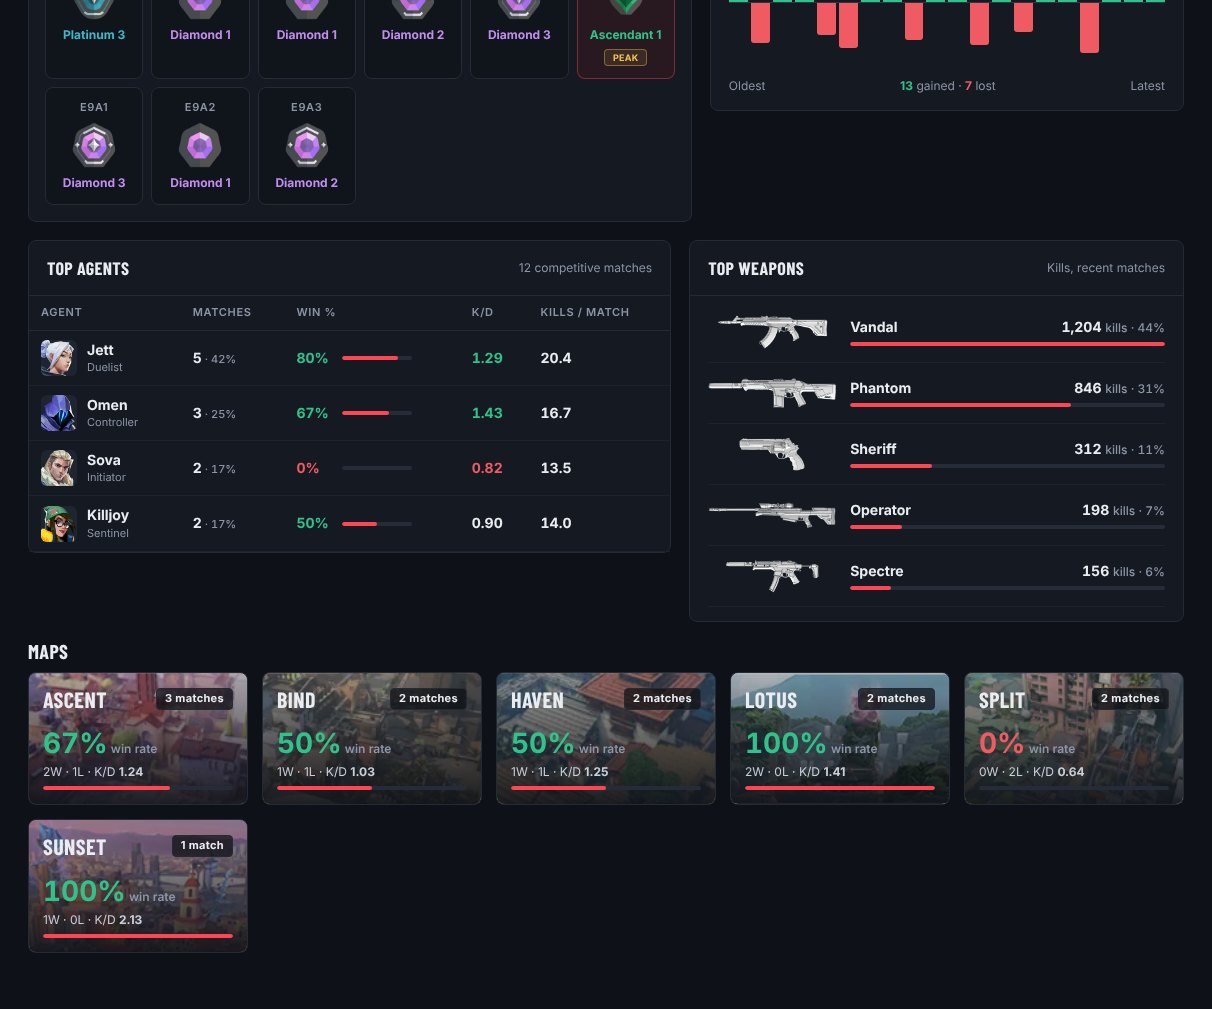 Platinum 3
Diamond 1
Diamond 1
Diamond 2
Diamond 3
Ascendant 1
PEAK
E9A1
Diamond 3
E9A2
Diamond 1
E9A3
Diamond 2
Oldest
13 gained · 7 lost
Latest
TOP AGENTS
12 competitive matches
AGENT MATCHES WIN % K/D KILLS / MATCH
Jett
Duelist
5 · 42% 80% 1.29 20.4
Omen
Controller
3 · 25% 67% 1.43 16.7
Sova
Initiator
2 · 17% 0% 0.82 13.5
Killjoy
Sentinel
2 · 17% 50% 0.90 14.0
TOP WEAPONS
Kills, recent matches
Vandal 1,204 kills · 44%
Phantom 846 kills · 31%
Sheriff 312 kills · 11%
Operator 198 kills · 7%
Spectre 156 kills · 6%
MAPS
ASCENT 3 matches
67% win rate
2W · 1L · K/D 1.24
BIND 2 matches
50% win rate
1W · 1L · K/D 1.03
HAVEN 2 matches
50% win rate
1W · 1L · K/D 1.25
LOTUS 2 matches
100% win rate
2W · 0L · K/D 1.41
SPLIT 2 matches
0% win rate
0W · 2L · K/D 0.64
SUNSET 1 match
100% win rate
1W · 0L · K/D 2.13